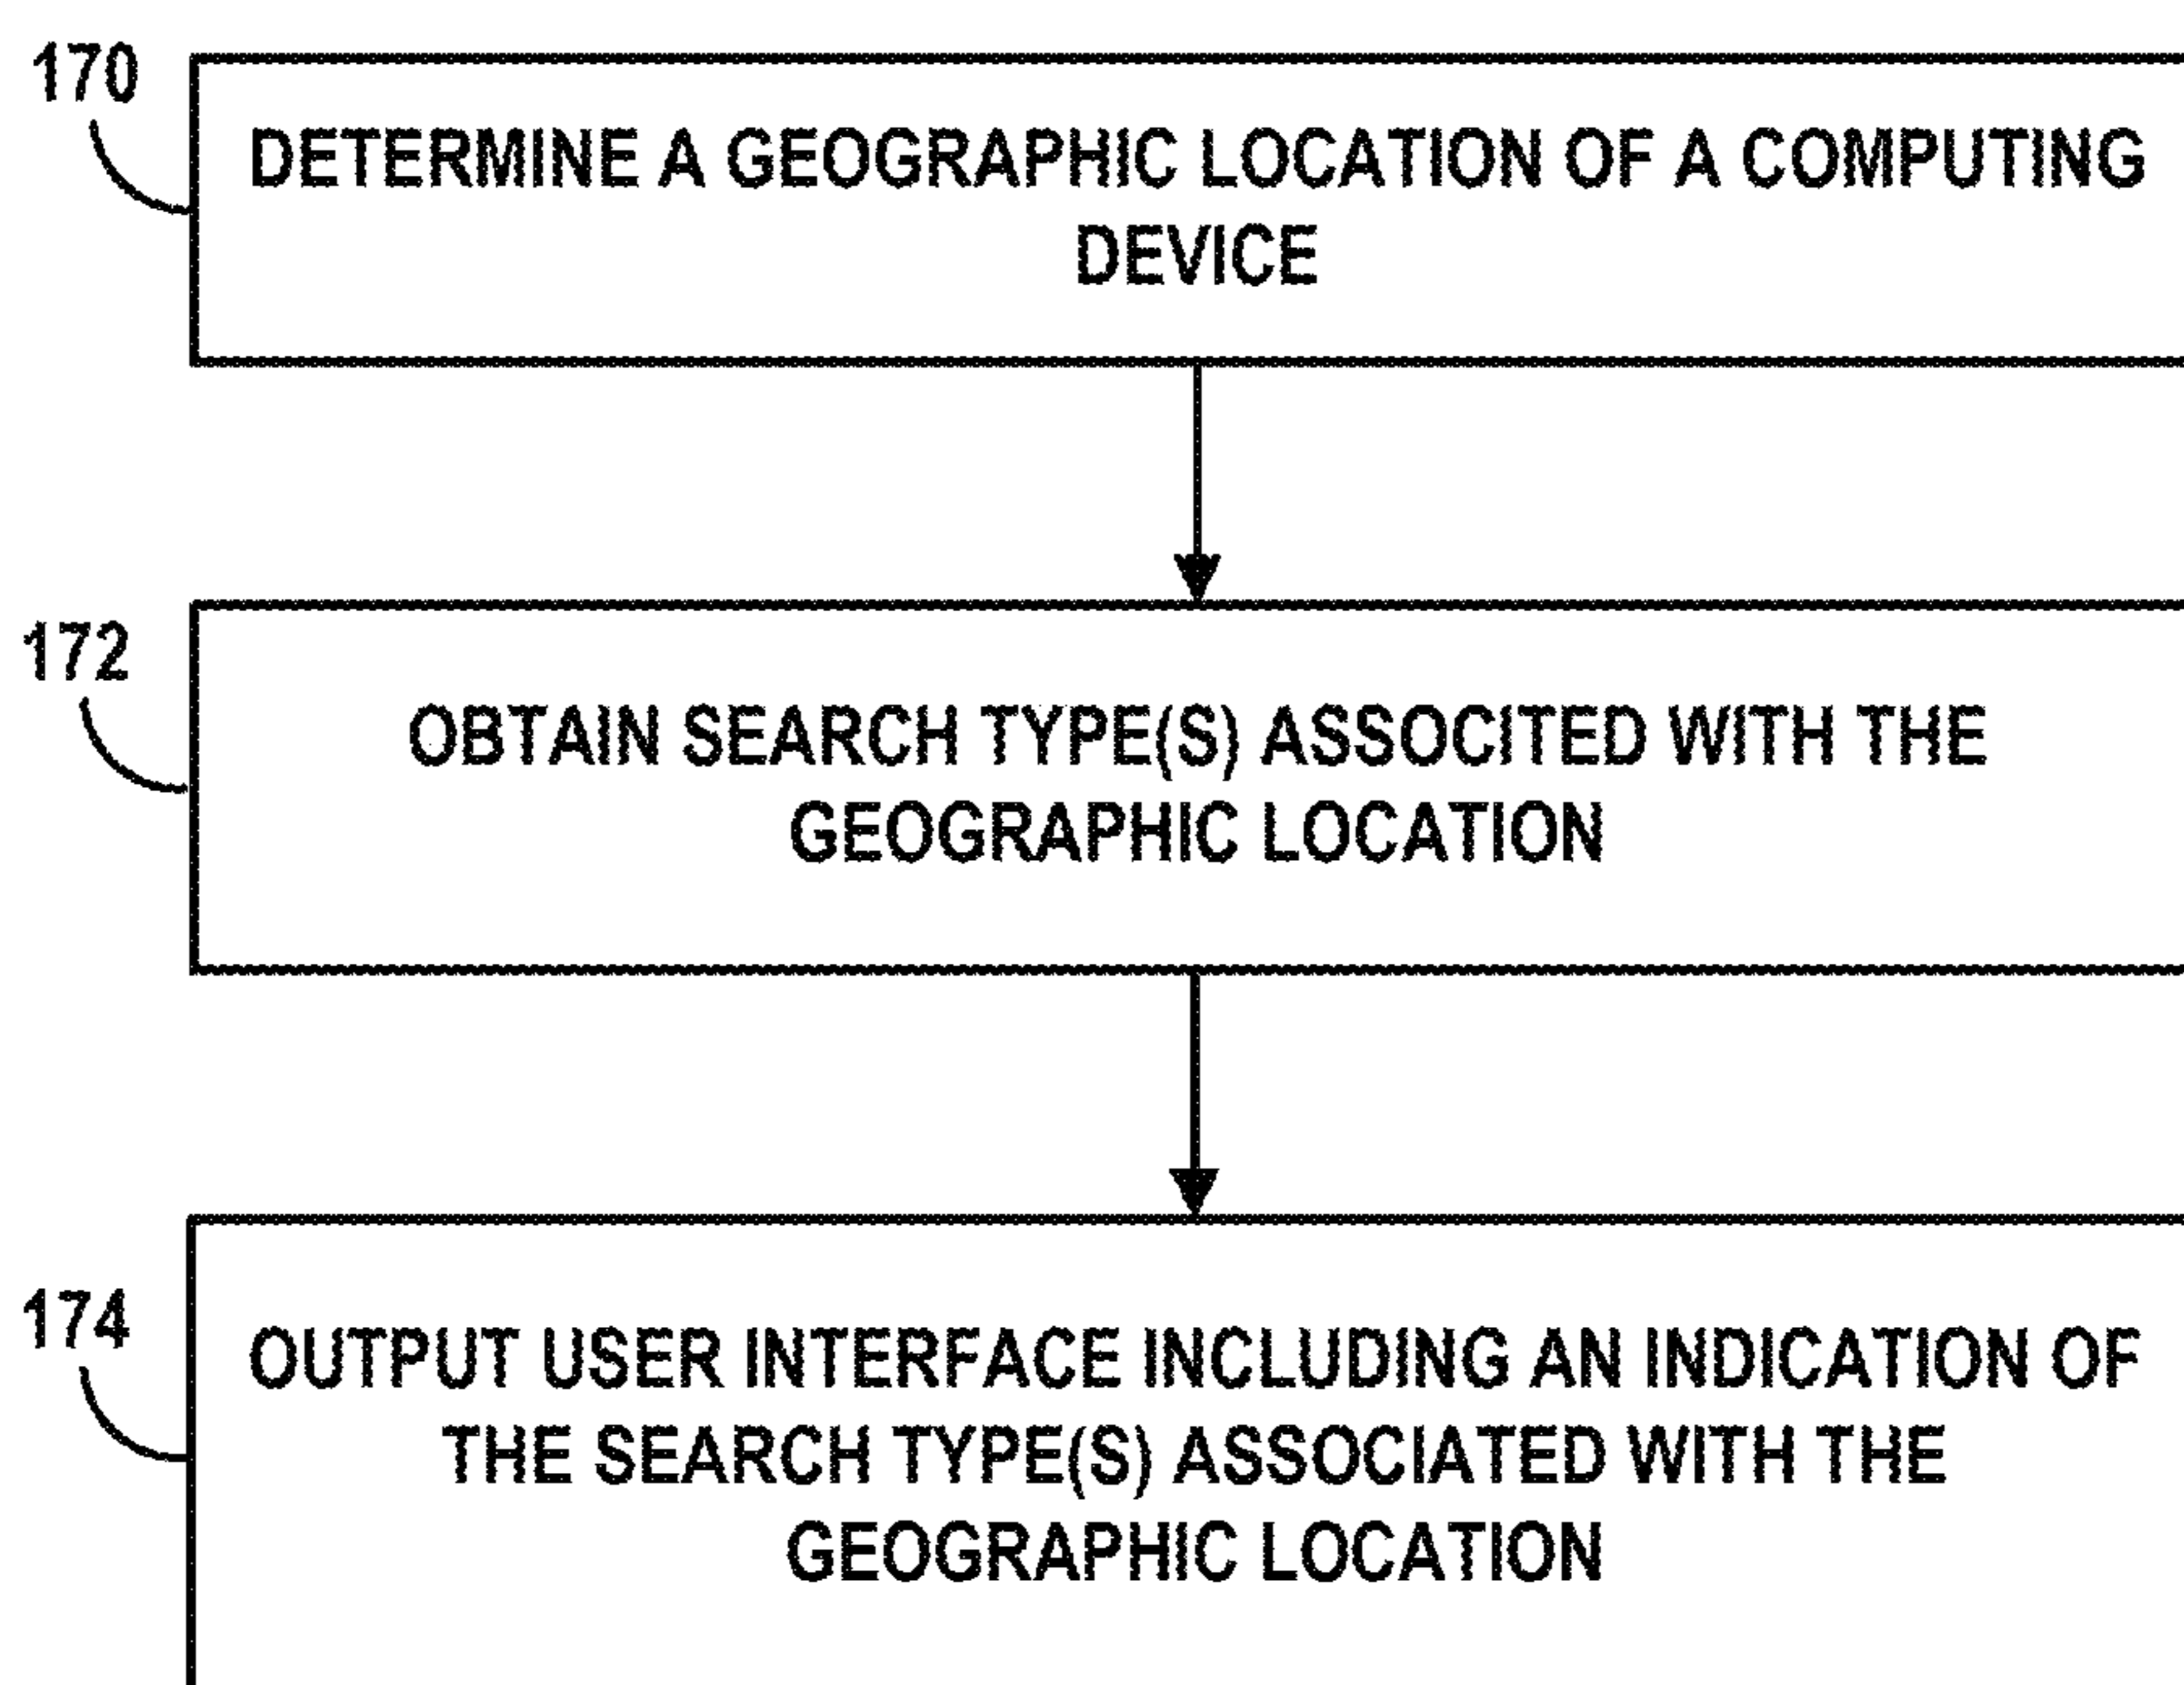 170
DETERMINE A GEOGRAPHIC LOCATION OF A COMPUTING
DEVICE
172
OBTAIN SEARCH TYPE(S) ASSOCITED WITH THE
GEOGRAPHIC LOCATION
174
OUTPUT USER INTERFACE INCLUDING AN INDICATION OF
THE SEARCH TYPE(S) ASSOCIATED WITH THE
GEOGRAPHIC LOCATION